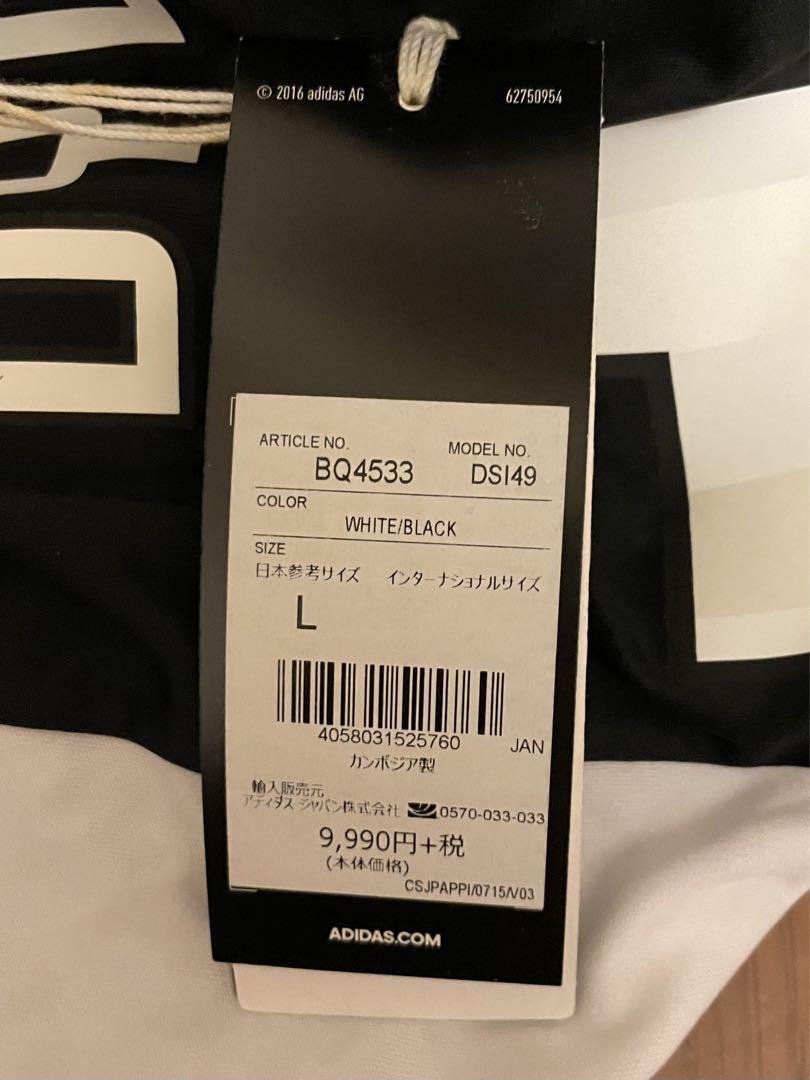 © 2016 adidas AG 62750954
ARTICLE NO. MODEL NO.
BQ4533 DSI49
COLOR
WHITE/BLACK
SIZE
日本参考サイズ インターナショナルサイズ
L
4058031525760 JAN
カンボジア製
輸入販売元
アディダス ジャパン株式会社 0570-033-033
9,990円+税
(本体価格)
CSJPAPPI/0715/V03
ADIDAS.COM